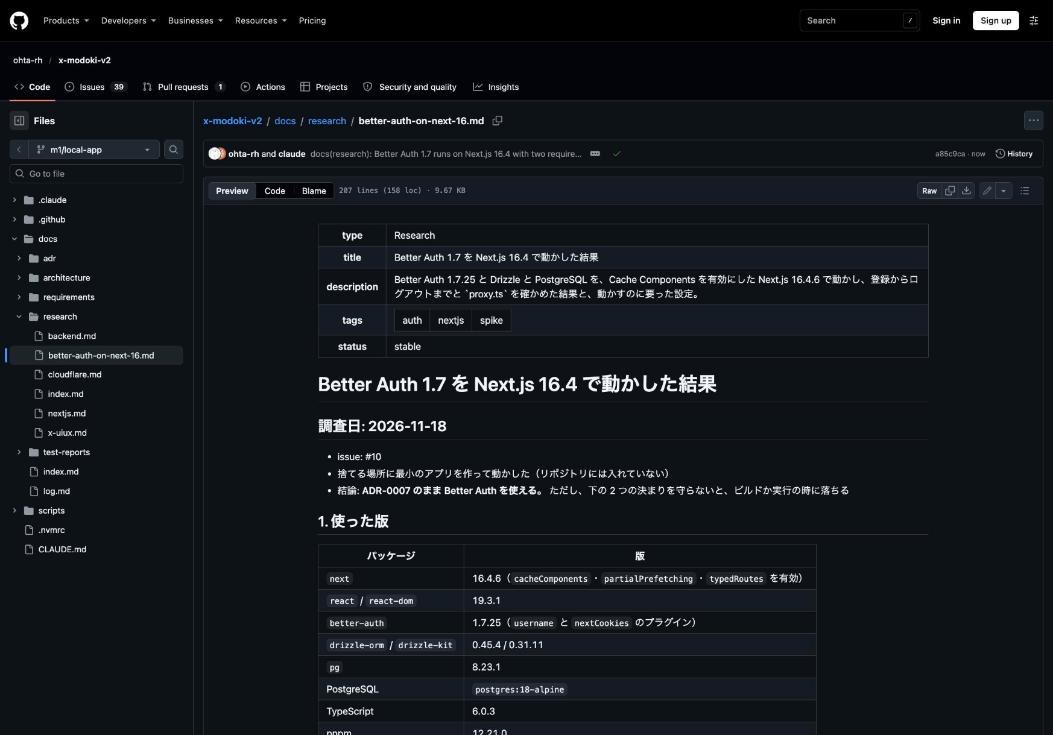 Products Developers Businesses Resources Pricing Search / Sign in Sign up
ohta-rh / x-modoki-v2
Code Issues 39 Pull requests 1 Actions Projects Security and quality Insights
Files
m1/local-app
Go to file
.claude
.github
docs
adr
architecture
requirements
research
backend.md
better-auth-on-next-16.md
cloudflare.md
index.md
nextjs.md
x-uiux.md
test-reports
index.md
log.md
scripts
.nvmrc
CLAUDE.md
x-modoki-v2 / docs / research / better-auth-on-next-16.md
ohta-rh and claude docs(research): Better Auth 1.7 runs on Next.js 16.4 with two require... a85c9ca · now History
Preview Code Blame 207 lines (158 loc) · 9.67 KB Raw
type Research
title Better Auth 1.7 を Next.js 16.4 で動かした結果
description Better Auth 1.7.25 と Drizzle と PostgreSQL を、Cache Components を有効にした Next.js 16.4.6 で動かし、登録からロ
グアウトまでと `proxy.ts` を確かめた結果と、動かすのに要った設定。
tags auth nextjs spike
status stable
Better Auth 1.7 を Next.js 16.4 で動かした結果
調査日: 2026-11-18
• issue: #10
• 捨てる場所に最小のアプリを作って動かした（リポジトリには入れていない）
• 結論: ADR-0007 のまま Better Auth を使える。 ただし、下の 2 つの決まりを守らないと、ビルドか実行の時に落ちる
1. 使った版
パッケージ 版
next 16.4.6（ cacheComponents ・ partialPrefetching ・ typedRoutes を有効）
react / react-dom 19.3.1
better-auth 1.7.25（ username と nextCookies のプラグイン）
drizzle-orm / drizzle-kit 0.45.4 / 0.31.11
pg 8.23.1
PostgreSQL postgres:18-alpine
TypeScript 6.0.3
pnpm 12.21.0